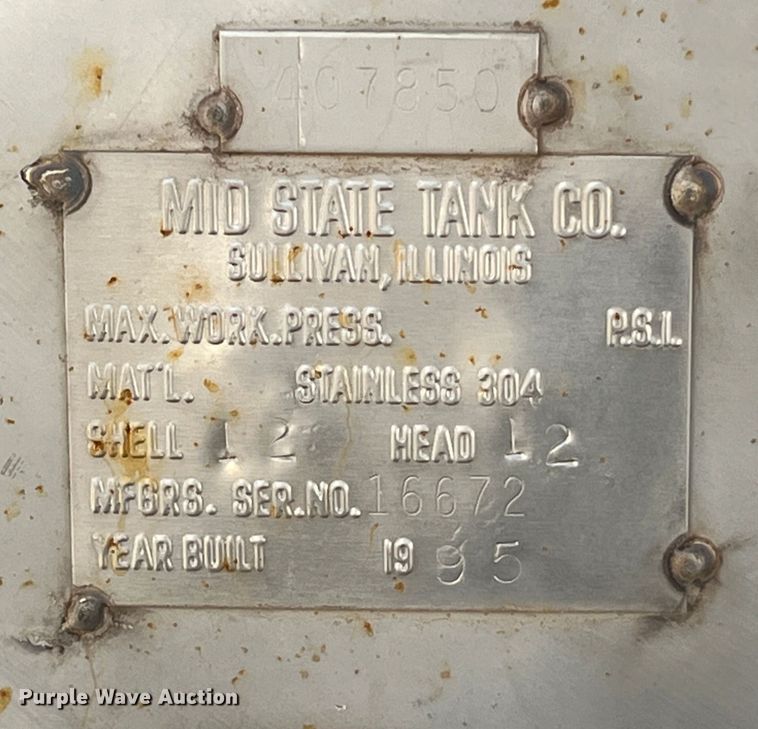 407850
MID STATE TANK CO.
SULLIVAN, ILLINOIS
MAX. WORK. PRESS. P.S.I.
MAT'L. STAINLESS 304
SHELL 12 HEAD 12
MFGRS. SER. NO. 16672
YEAR BUILT 1995
Purple Wave Auction